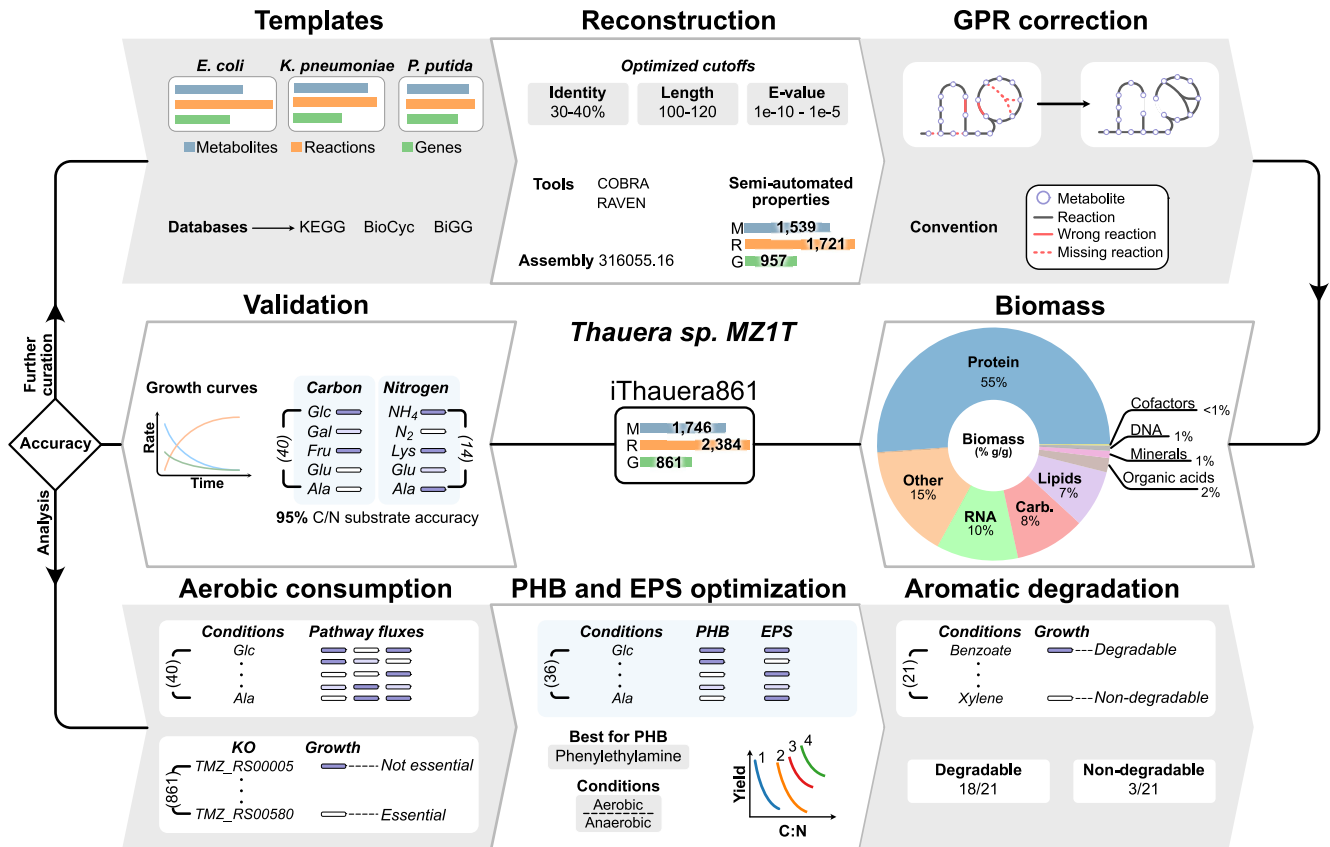 Templates
E. coli
K. pneumoniae
P. putida
Metabolites
Reactions
Genes
Databases
KEGG
BioCyc
BiGG
Reconstruction
Optimized cutoffs
Identity
30-40%
Length
100-120
E-value
1e-10 - 1e-5
Tools
COBRA
RAVEN
Assembly 316055.16
Semi-automated
properties
M 1,539
R 1,721
G 957
GPR correction
Convention
Metabolite
Reaction
Wrong reaction
Missing reaction
Further
curation
Accuracy
Analysis
Validation
Growth curves
Rate
Time
Carbon
Glc
Gal
Fru
Glu
Ala
(40)
Nitrogen
NH4
N2
Lys
Glu
Ala
(14)
95% C/N substrate accuracy
Thauera sp. MZ1T
iThauera861
M 1,746
R 2,384
G 861
Biomass
Protein
55%
Cofactors
<1%
DNA
1%
Minerals
1%
Organic acids
2%
Lipids
7%
Carb.
8%
RNA
10%
Other
15%
Biomass
(% g/g)
Aerobic consumption
Conditions
Pathway fluxes
(40)
Glc
Ala
KO
Growth
(861)
TMZ_RS00005
Not essential
TMZ_RS00580
Essential
PHB and EPS optimization
Conditions
PHB
EPS
(36)
Glc
Ala
Best for PHB
Phenylethylamine
Conditions
Aerobic
Anaerobic
Yield
1
2
3
4
C:N
Aromatic degradation
Conditions
Growth
(21)
Benzoate
Degradable
Xylene
Non-degradable
Degradable
18/21
Non-degradable
3/21